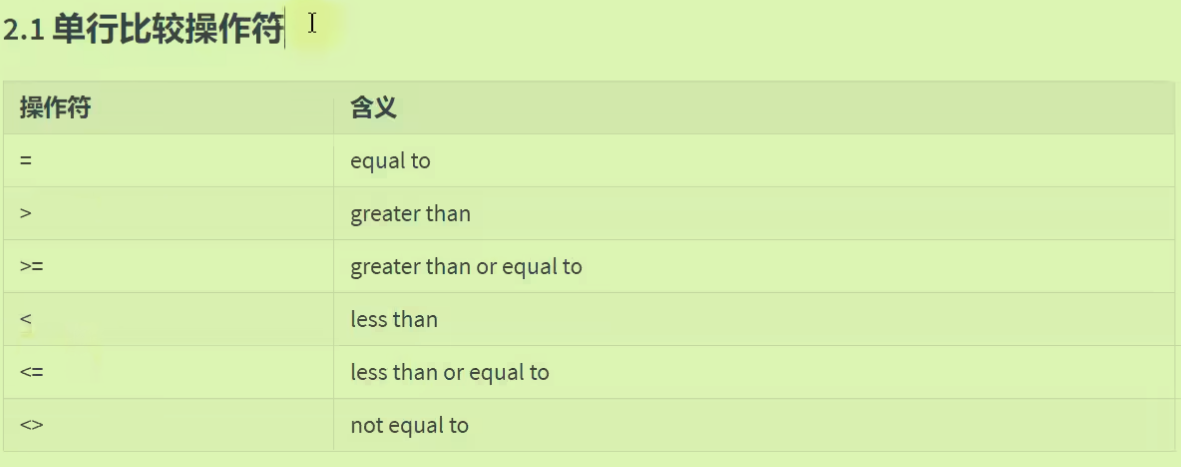 2.1 单行比较操作符
操作符 含义
= equal to
> greater than
>= greater than or equal to
< less than
<= less than or equal to
<> not equal to